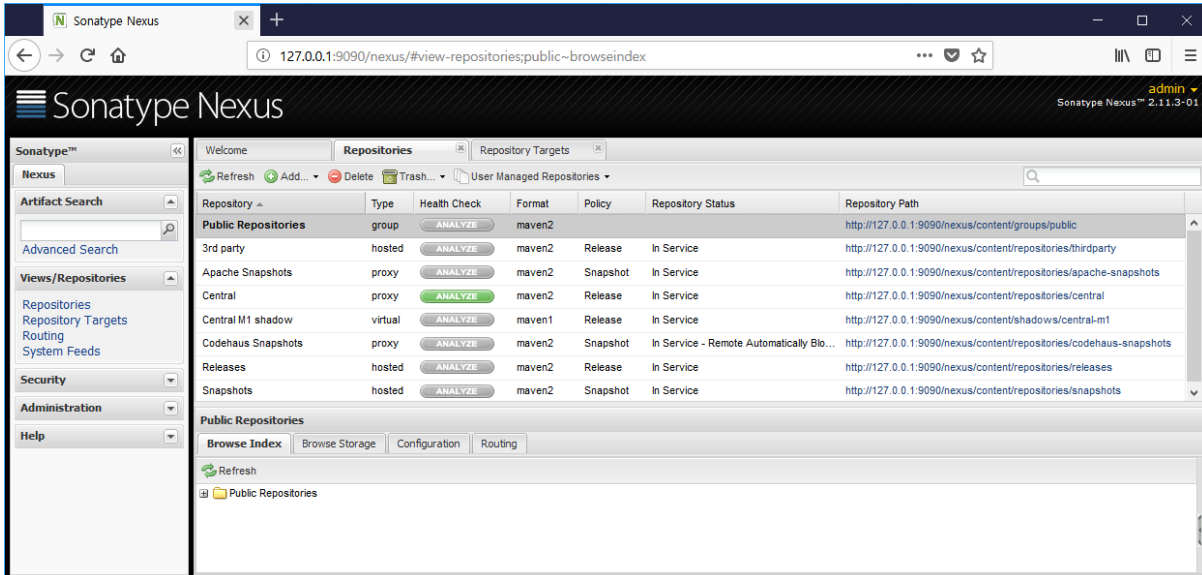 Sonatype Nexus
127.0.0.1:9090/nexus/#view-repositories;public~browseindex
Sonatype Nexus
admin
Sonatype Nexus™ 2.11.3-01
Sonatype™
Nexus
Artifact Search
Advanced Search
Views/Repositories
Repositories
Repository Targets
Routing
System Feeds
Security
Administration
Help
Welcome Repositories Repository Targets
Refresh Add... Delete Trash... User Managed Repositories
Repository Type Health Check Format Policy Repository Status Repository Path
Public Repositories group ANALYZE maven2 http://127.0.0.1:9090/nexus/content/groups/public
3rd party hosted ANALYZE maven2 Release In Service http://127.0.0.1:9090/nexus/content/repositories/thirdparty
Apache Snapshots proxy ANALYZE maven2 Snapshot In Service http://127.0.0.1:9090/nexus/content/repositories/apache-snapshots
Central proxy ANALYZE maven2 Release In Service http://127.0.0.1:9090/nexus/content/repositories/central
Central M1 shadow virtual ANALYZE maven1 Release In Service http://127.0.0.1:9090/nexus/content/shadows/central-m1
Codehaus Snapshots proxy ANALYZE maven2 Snapshot In Service - Remote Automatically Blo... http://127.0.0.1:9090/nexus/content/repositories/codehaus-snapshots
Releases hosted ANALYZE maven2 Release In Service http://127.0.0.1:9090/nexus/content/repositories/releases
Snapshots hosted ANALYZE maven2 Snapshot In Service http://127.0.0.1:9090/nexus/content/repositories/snapshots
Public Repositories
Browse Index Browse Storage Configuration Routing
Refresh
Public Repositories